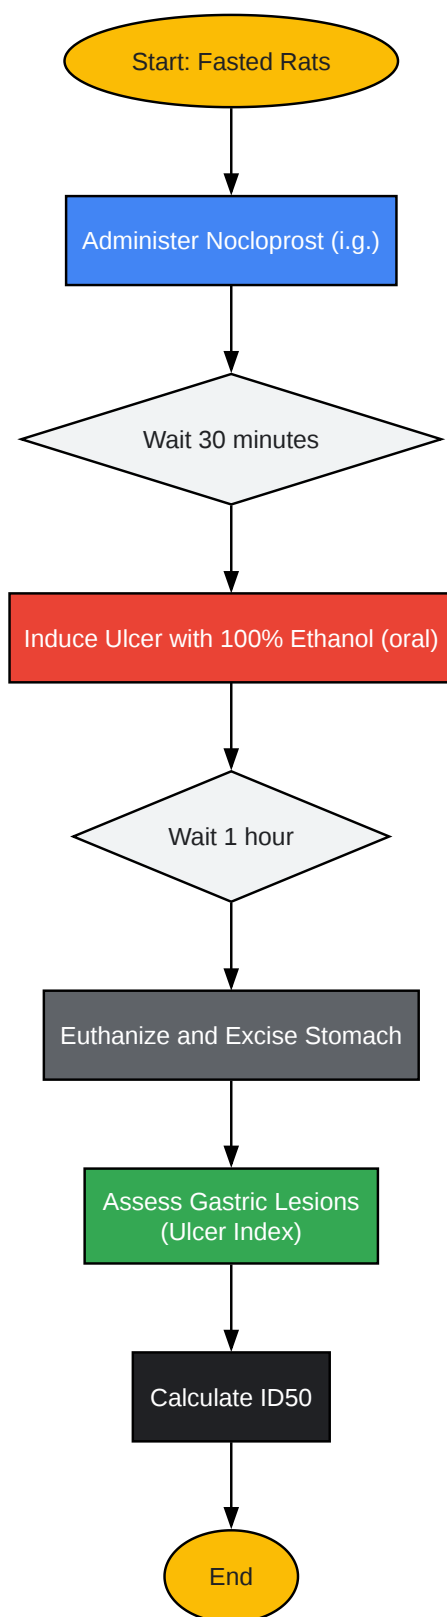 Start: Fasted Rats
Administer Nocloprost (i.g.)
Wait 30 minutes
Induce Ulcer with 100% Ethanol (oral)
Wait 1 hour
Euthanize and Excise Stomach
Assess Gastric Lesions
(Ulcer Index)
Calculate ID50
End